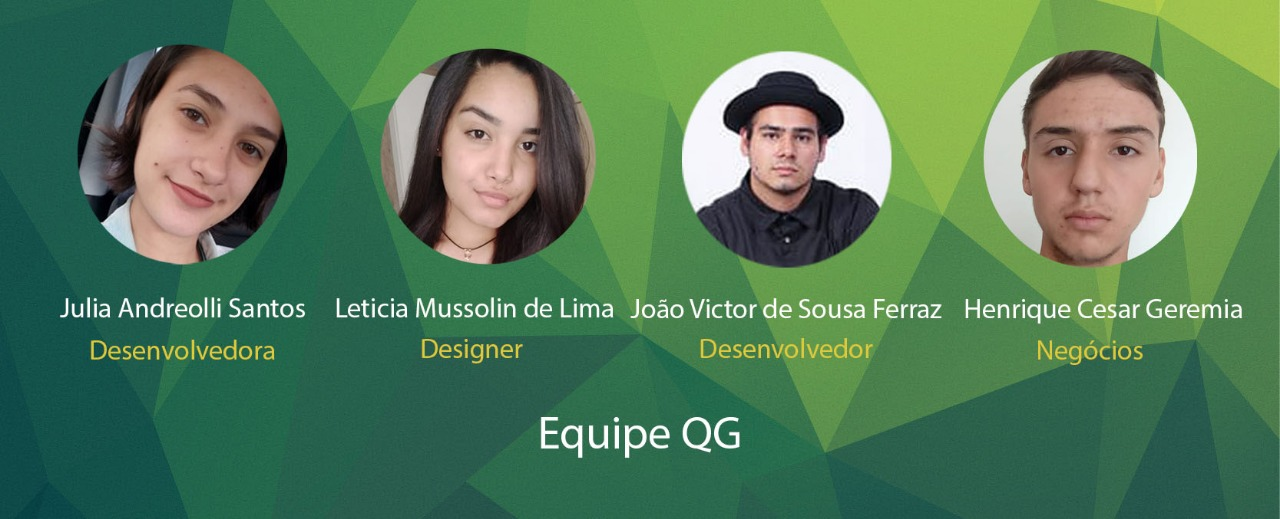 Julia Andreolli Santos
Desenvolvedora
Leticia Mussolin de Lima
Designer
João Victor de Sousa Ferraz
Desenvolvedor
Henrique Cesar Geremia
Negócios
Equipe QG